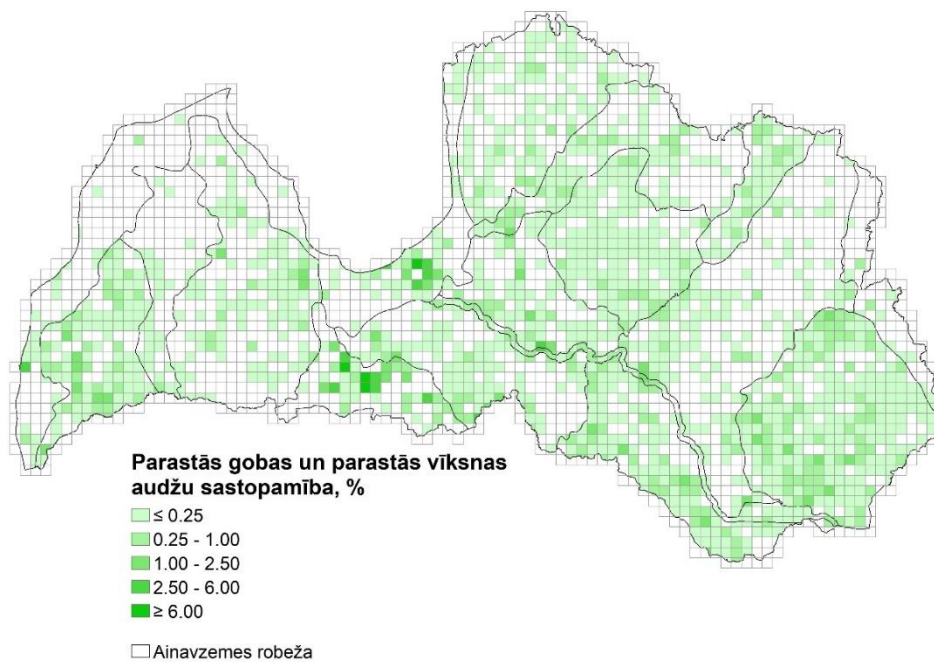 Parastās gobas un parastās vīksnas
audžu sastopamība, %
≤ 0.25
0.25 - 1.00
1.00 - 2.50
2.50 - 6.00
≥ 6.00
Ainavzemes robeža